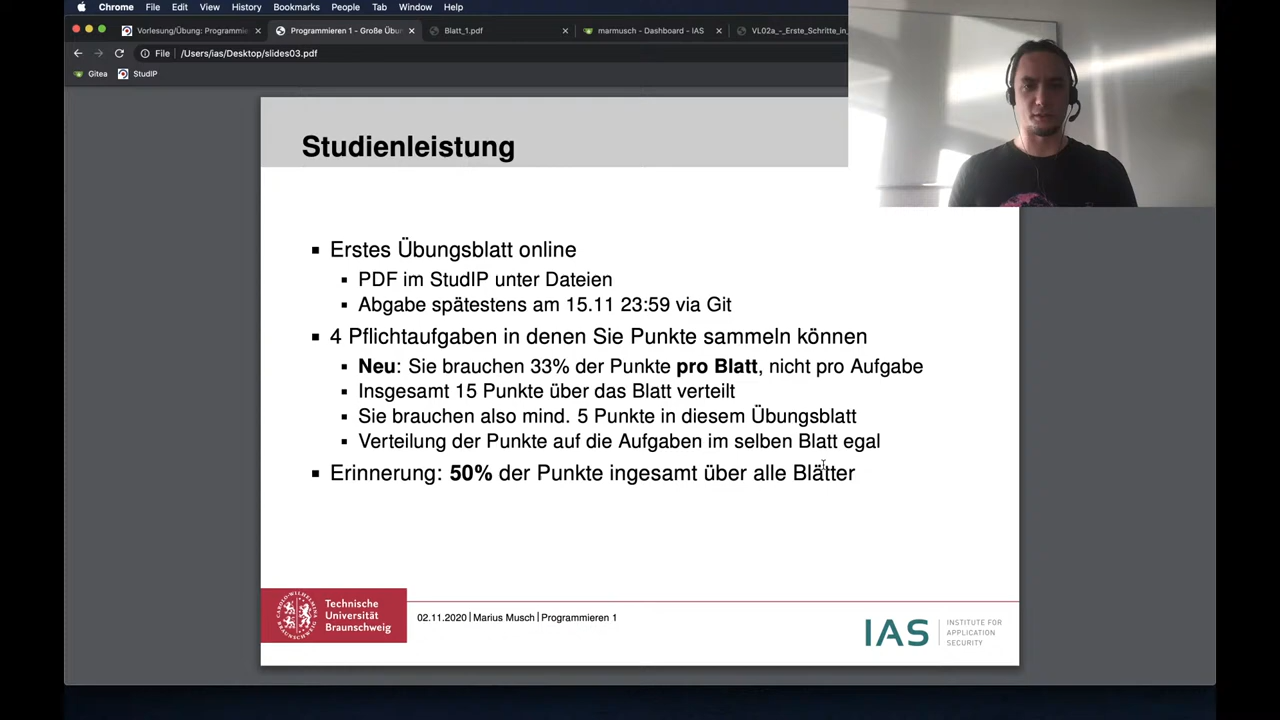 Chrome File Edit View History Bookmarks People Tab Window Help
Vorlesung/Übung: Programmie
Programmieren 1 - Große Übu
Blatt_1.pdf
marmusch - Dashboard - IAS
VL02a_-_Erste_Schritte_in_
File /Users/ias/Desktop/slides03.pdf
Gitea StudIP
Studienleistung
Erstes Übungsblatt online
PDF im StudIP unter Dateien
Abgabe spätestens am 15.11 23:59 via Git
4 Pflichtaufgaben in denen Sie Punkte sammeln können
Neu: Sie brauchen 33% der Punkte pro Blatt, nicht pro Aufgabe
Insgesamt 15 Punkte über das Blatt verteilt
Sie brauchen also mind. 5 Punkte in diesem Übungsblatt
Verteilung der Punkte auf die Aufgaben im selben Blatt egal
Erinnerung: 50% der Punkte ingesamt über alle Blätter
Technische
Universität
Braunschweig
02.11.2020 | Marius Musch | Programmieren 1
IAS
INSTITUTE FOR
APPLICATION
SECURITY